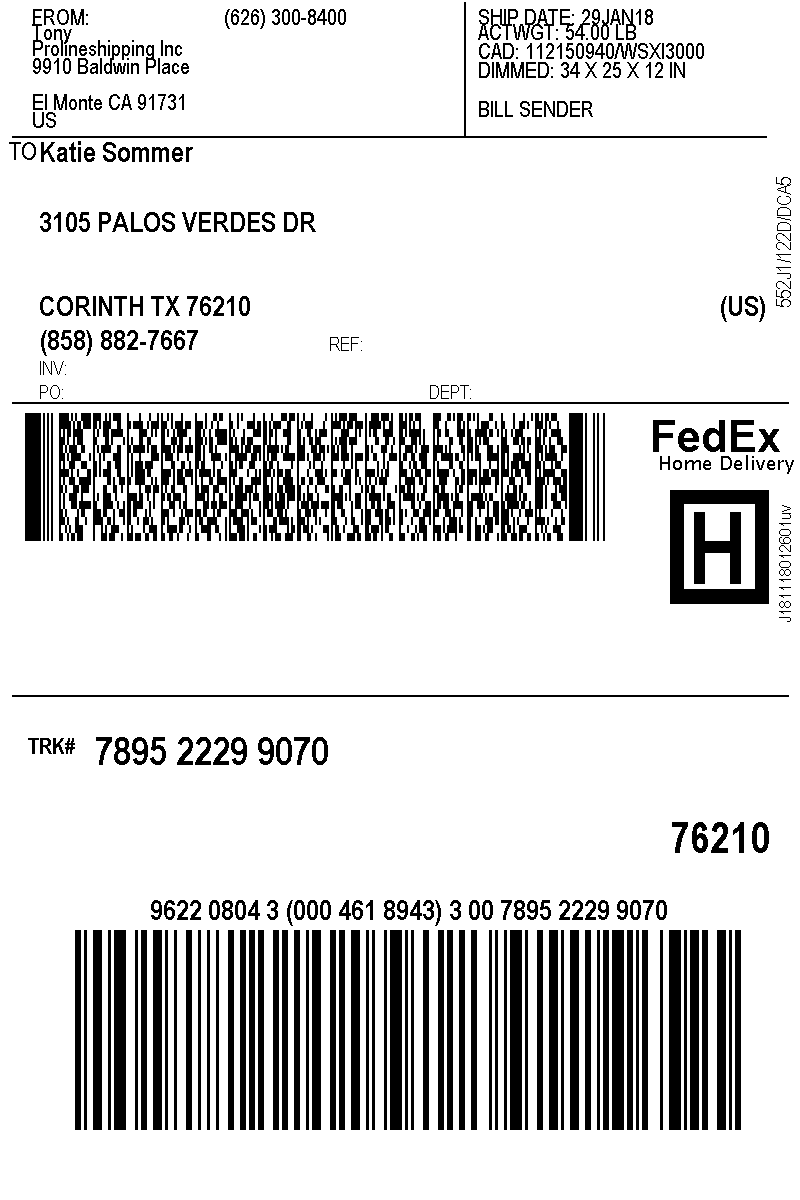 FROM: (626) 300-8400
Tony
Prolineshipping Inc
9910 Baldwin Place
El Monte CA 91731
US
SHIP DATE: 29JAN18
ACTWGT: 54.00 LB
CAD: 112150940/WSXI3000
DIMMED: 34 X 25 X 12 IN
BILL SENDER
TO Katie Sommer
3105 PALOS VERDES DR
CORINTH TX 76210 (US)
(858) 882-7667 REF:
INV:
PO: DEPT:
552J1/122D/DCA5
FedEx
Home Delivery
H
J181118012601uv
TRK# 7895 2229 9070
76210
9622 0804 3 (000 461 8943) 3 00 7895 2229 9070